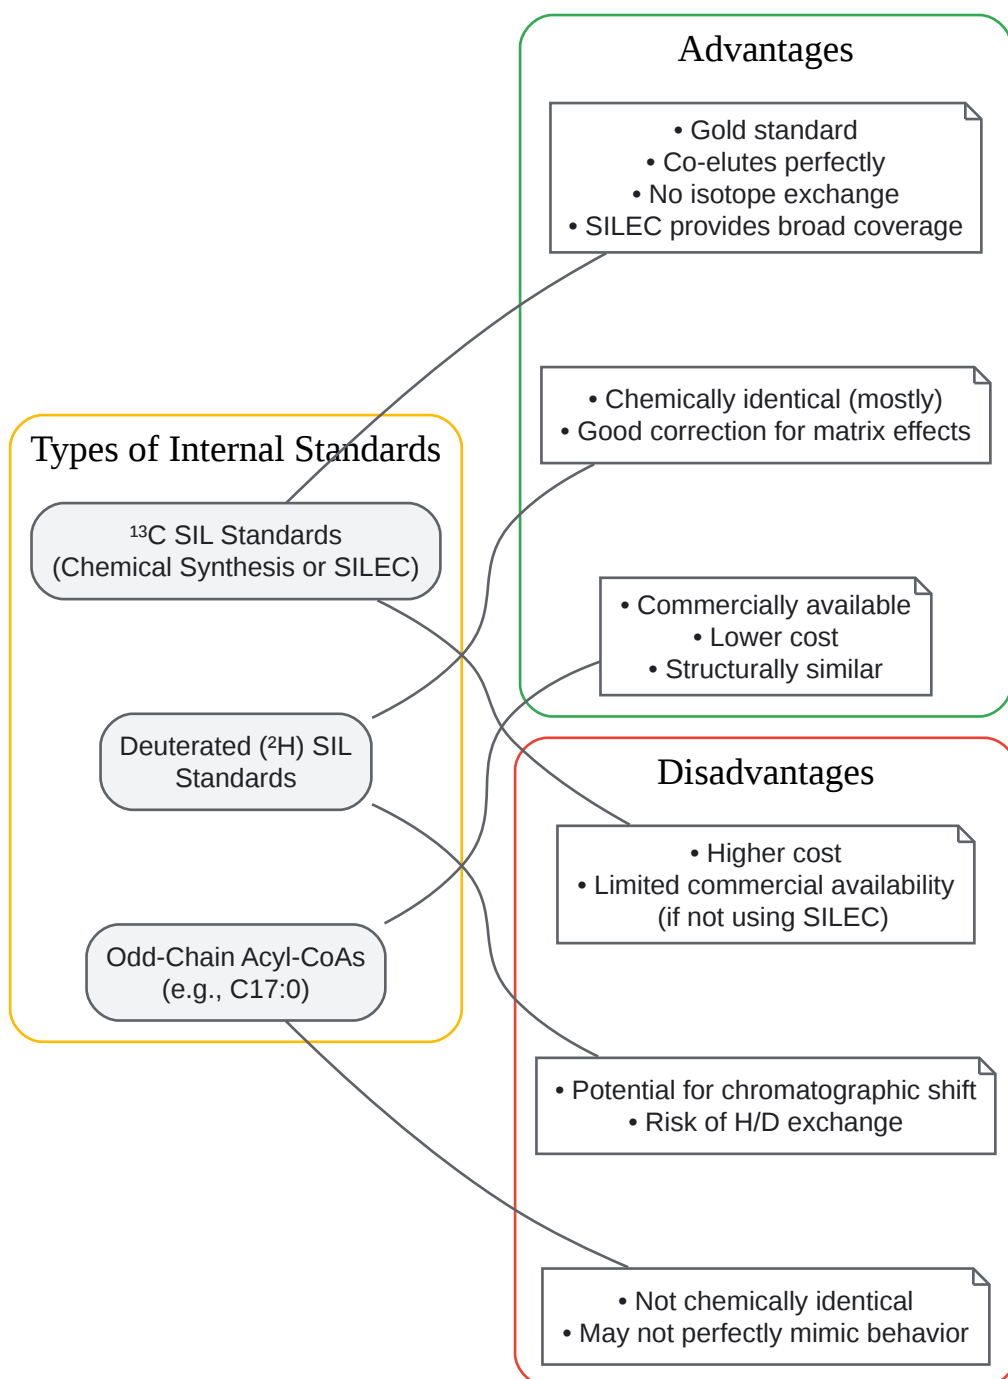 Advantages
• Gold standard
• Co-elutes perfectly
• No isotope exchange
• SILEC provides broad coverage
• Chemically identical (mostly)
• Good correction for matrix effects
• Commercially available
• Lower cost
• Structurally similar
Types of Internal Standards
¹³C SIL Standards
(Chemical Synthesis or SILEC)
Deuterated (²H) SIL
Standards
Odd-Chain Acyl-CoAs
(e.g., C17:0)
Disadvantages
• Higher cost
• Limited commercial availability
(if not using SILEC)
• Potential for chromatographic shift
• Risk of H/D exchange
• Not chemically identical
• May not perfectly mimic behavior